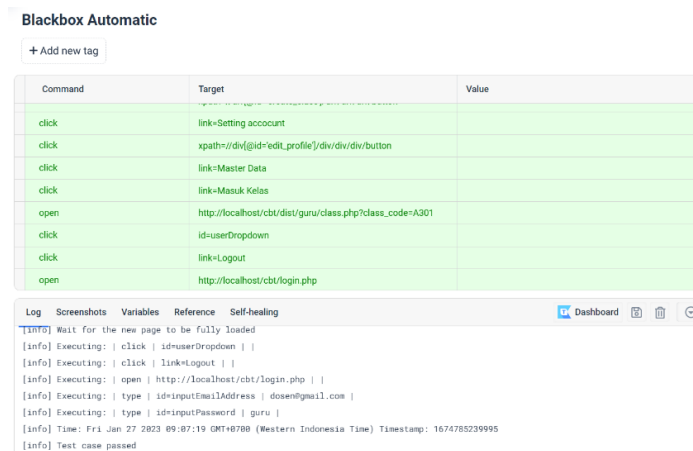 Blackbox Automatic
+ Add new tag
Command Target Value
click link=Setting accocunt
click xpath=//div[@id='edit_profile']/div/div/div/button
click link=Master Data
click link=Masuk Kelas
open http://localhost/cbt/dist/guru/class.php?class_code=A301
click id=userDropdown
click link=Logout
open http://localhost/cbt/login.php
Log Screenshots Variables Reference Self-healing Dashboard
[info] Wait for the new page to be fully loaded
[info] Executing: | click | id=userDropdown | |
[info] Executing: | click | link=Logout | |
[info] Executing: | open | http://localhost/cbt/login.php | |
[info] Executing: | type | id=inputEmailAddress | dosen@gmail.com |
[info] Executing: | type | id=inputPassword | guru |
[info] Time: Fri Jan 27 2023 09:07:19 GMT+0700 (Western Indonesia Time) Timestamp: 1674785239995
[info] Test case passed